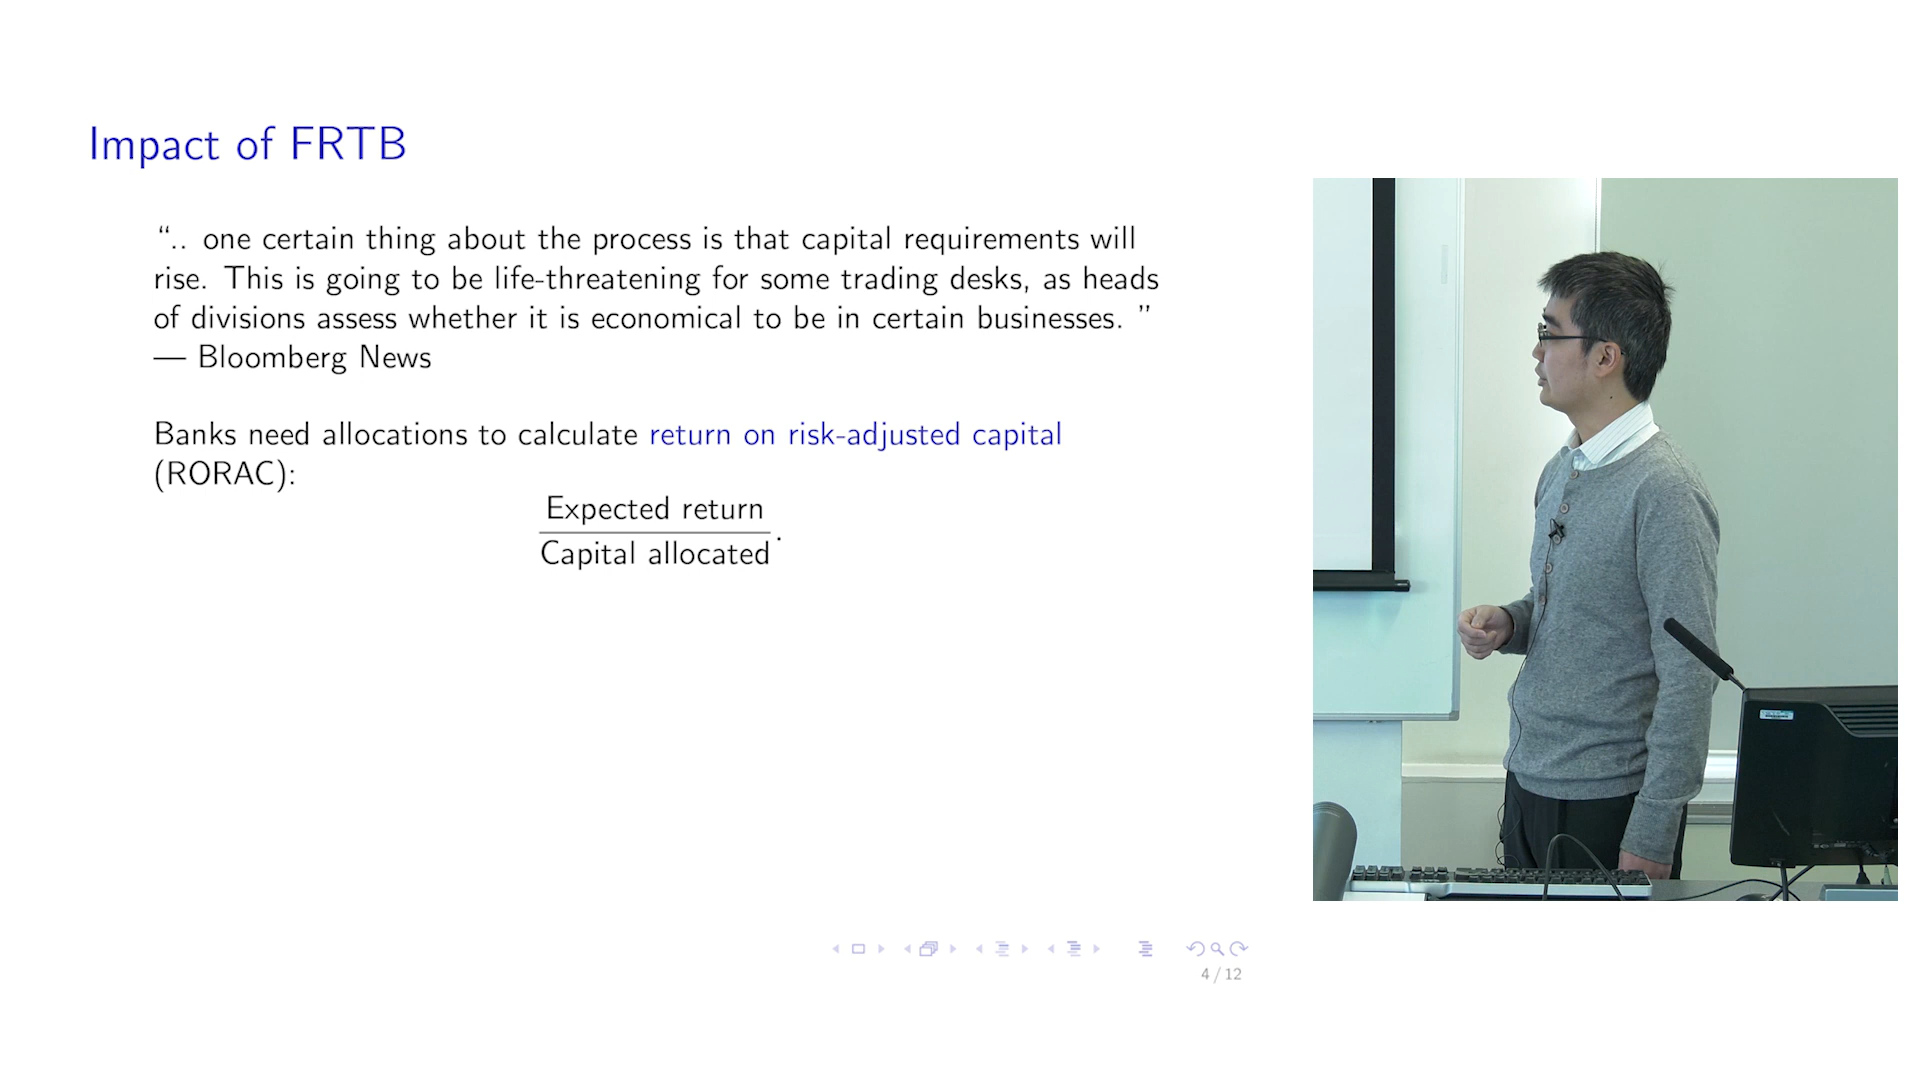 Impact of FRTB
“.. one certain thing about the process is that capital requirements will
rise. This is going to be life-threatening for some trading desks, as heads
of divisions assess whether it is economical to be in certain businesses. ”
— Bloomberg News
Banks need allocations to calculate return on risk-adjusted capital
(RORAC):
Expected return
Capital allocated
.
4 / 12